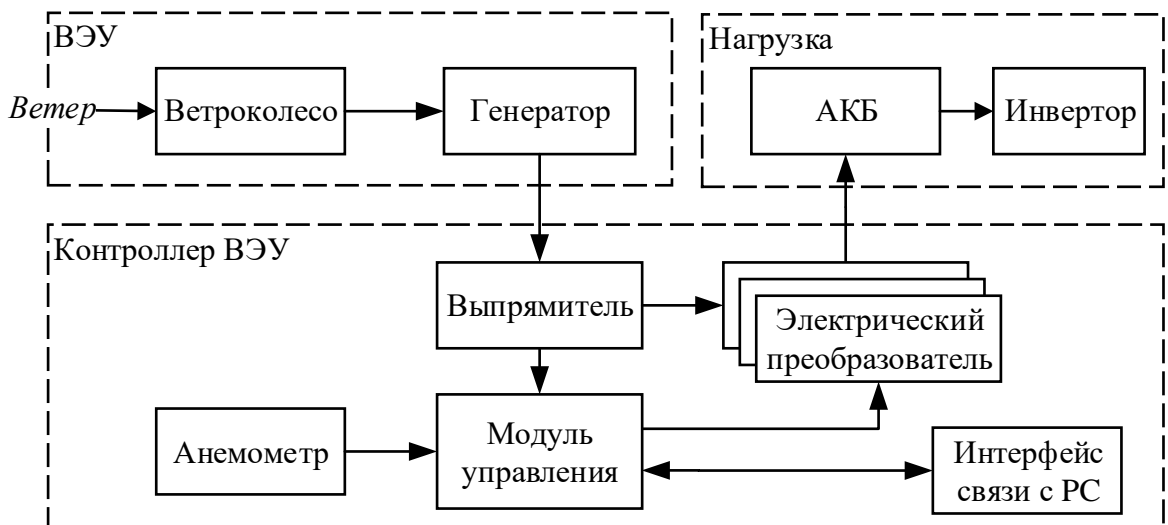 ВЭУ
Ветер
Ветроколесо
Генератор
Нагрузка
АКБ
Инвертор
Контроллер ВЭУ
Выпрямитель
Электрический
преобразователь
Анемометр
Модуль
управления
Интерфейс
связи с PC